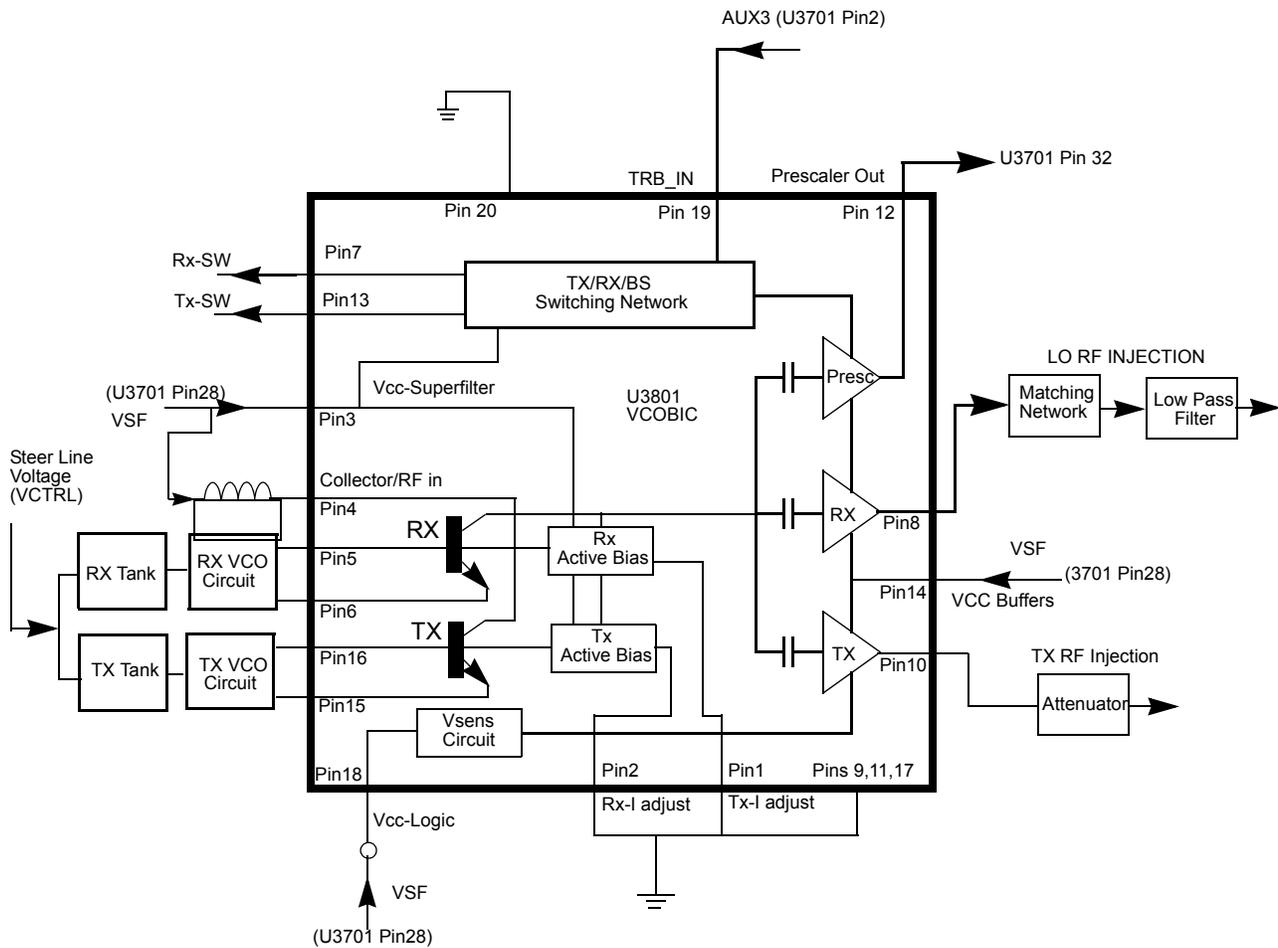 AUX3 (U3701 Pin2)
U3701 Pin 32
TRB_IN
Prescaler Out
Pin 20
Pin 19
Pin 12
Rx-SW
Pin7
Tx-SW
Pin13
TX/RX/BS
Switching Network
(U3701 Pin28)
VSF
Vcc-Superfilter
Pin3
U3801
VCOBIC
Presc
LO RF INJECTION
Matching
Network
Low Pass
Filter
Steer Line
Voltage
(VCTRL)
Collector/RF in
Pin4
RX
Rx
Active Bias
RX
Pin8
RX Tank
RX VCO
Circuit
Pin5
Pin6
VSF
(3701 Pin28)
Pin14
VCC Buffers
TX
Tx
Active Bias
TX
Pin10
TX Tank
TX VCO
Circuit
Pin16
Pin15
TX RF Injection
Attenuator
Vsens
Circuit
Pin18
Pin2
Pin1
Pins 9,11,17
Rx-I adjust
Tx-I adjust
Vcc-Logic
VSF
(U3701 Pin28)